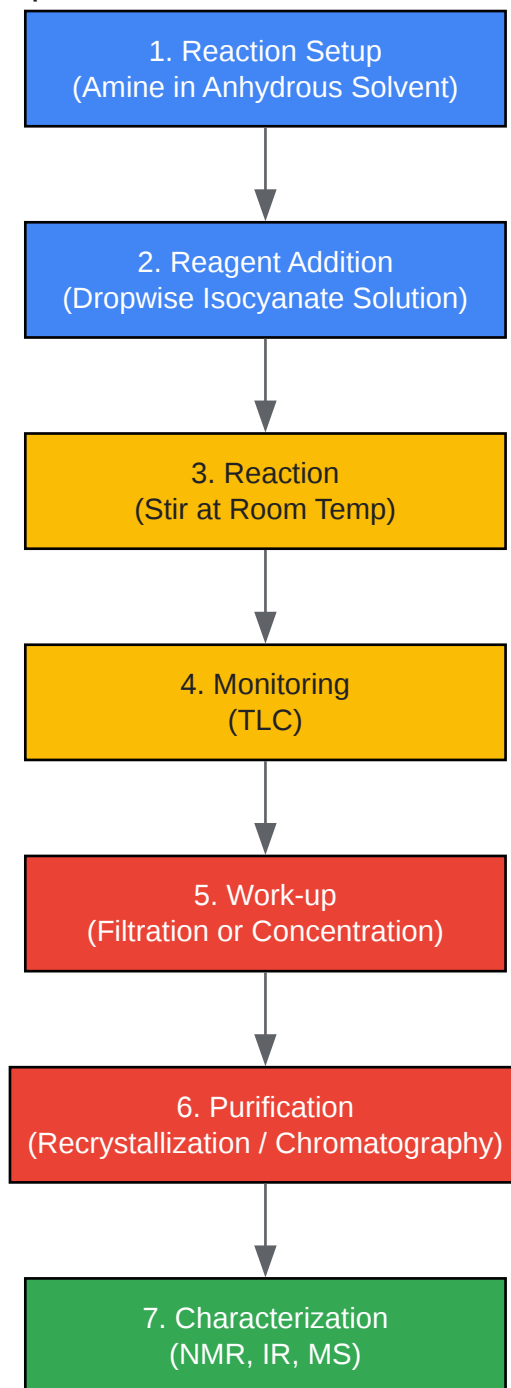 1. Reaction Setup
(Amine in Anhydrous Solvent)
2. Reagent Addition
(Dropwise Isocyanate Solution)
3. Reaction
(Stir at Room Temp)
4. Monitoring
(TLC)
5. Work-up
(Filtration or Concentration)
6. Purification
(Recrystallization / Chromatography)
7. Characterization
(NMR, IR, MS)